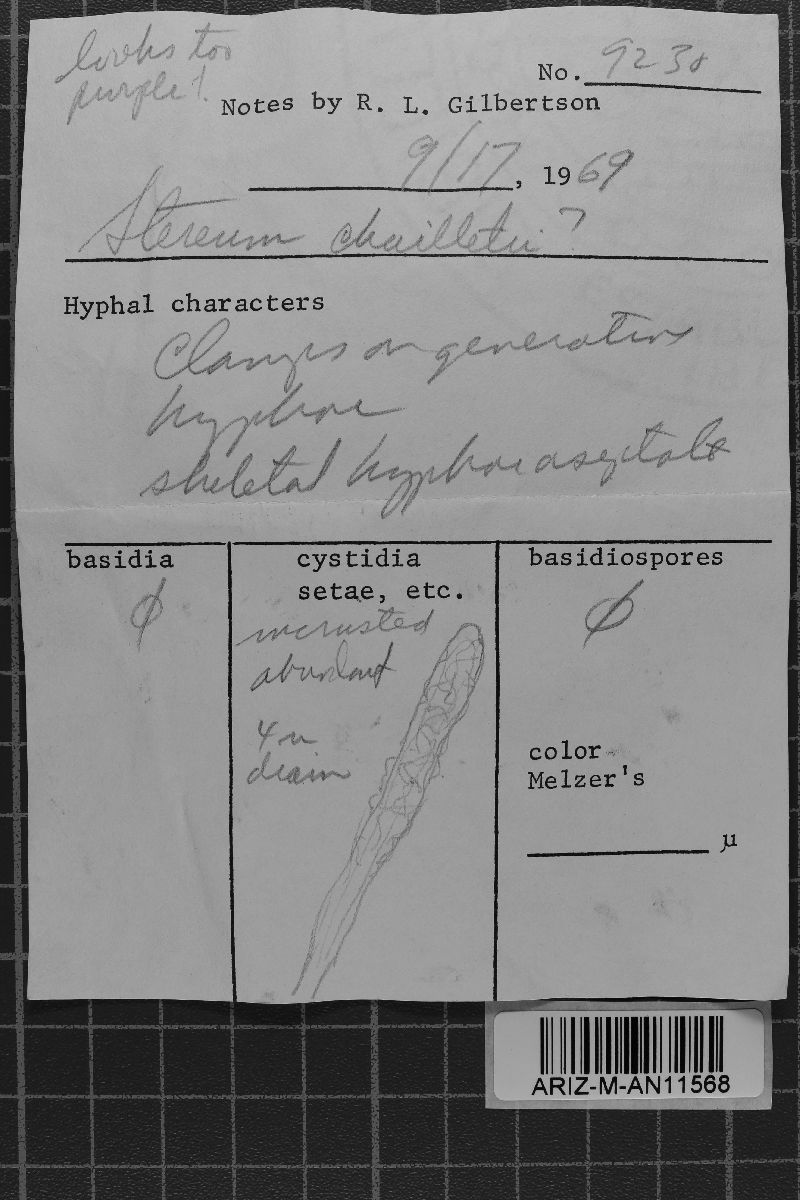 looks too
purple!
No. 9230
Notes by R. L. Gilbertson
9/17, 1969
Stereum chailletii ?
Hyphal characters
Clamps on generative
hyphae
skeletal hyphae aseptate
basidia
cystidia
setae, etc.
basidiospores
φ
incrusted
abundant
φ
4 u
diam
color
Melzer's
μ
ARIZ-M-AN11568